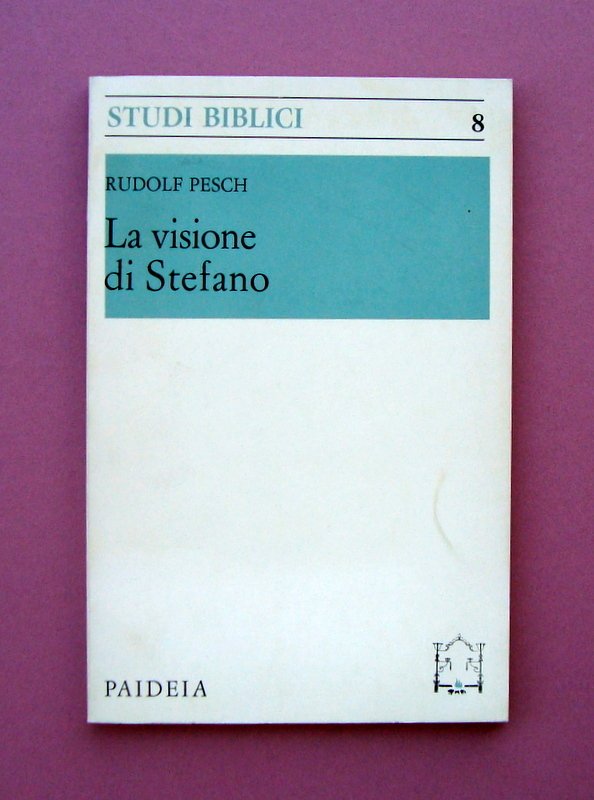 STUDI BIBLICI 8
RUDOLF PESCH
La visione
di Stefano
PAIDEIA